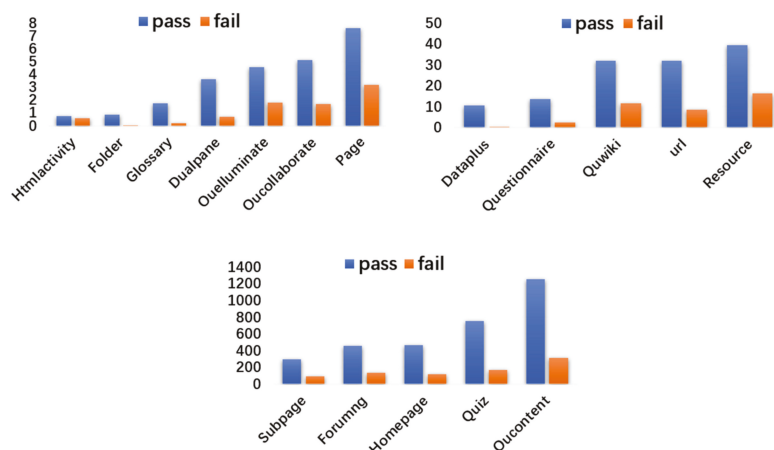 pass fail
8
7
6
5
4
3
2
1
0
Htmlactivity
Folder
Glossary
Dualpane
Ouelluminate
Oucollaborate
Page
pass fail
50
40
30
20
10
0
Dataplus
Questionnaire
Quwiki
url
Resource
pass fail
1400
1200
1000
800
600
400
200
0
Subpage
Forumng
Homepage
Quiz
Oucontent